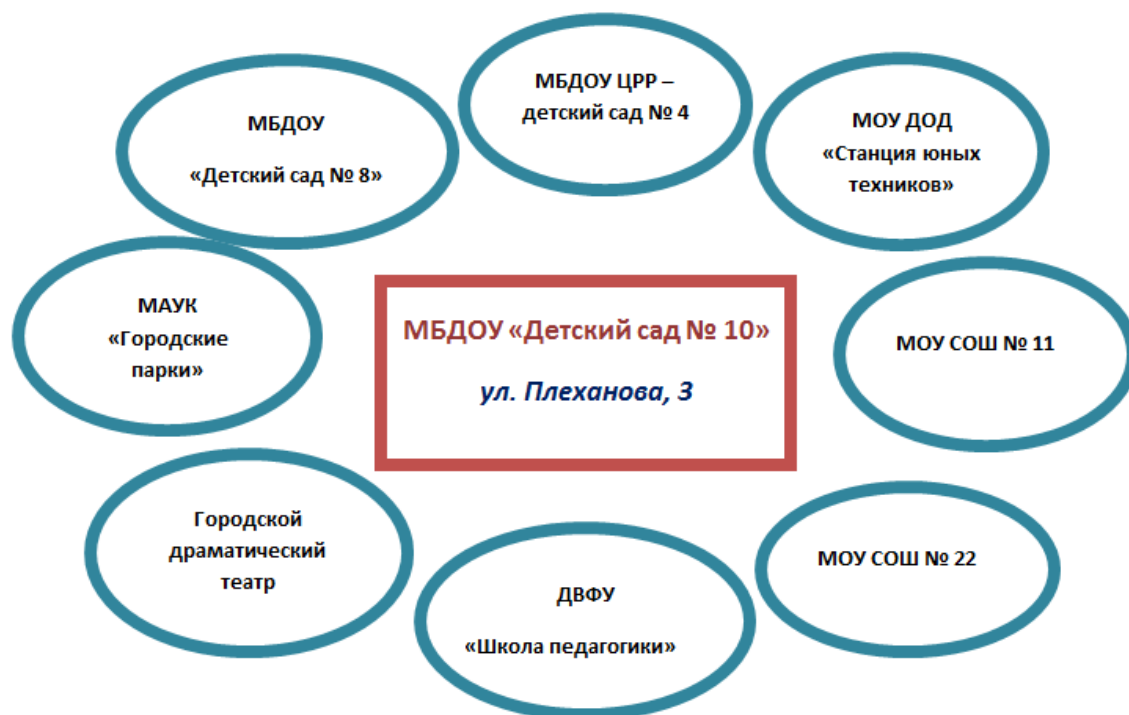 МБДОУ ЦРР –
детский сад № 4
МБДОУ
«Детский сад № 8»
МОУ ДОД
«Станция юных
техников»
МАУК
«Городские
парки»
МБДОУ «Детский сад № 10»
ул. Плеханова, 3
МОУ СОШ № 11
Городской
драматический
театр
МОУ СОШ № 22
ДВФУ
«Школа педагогики»